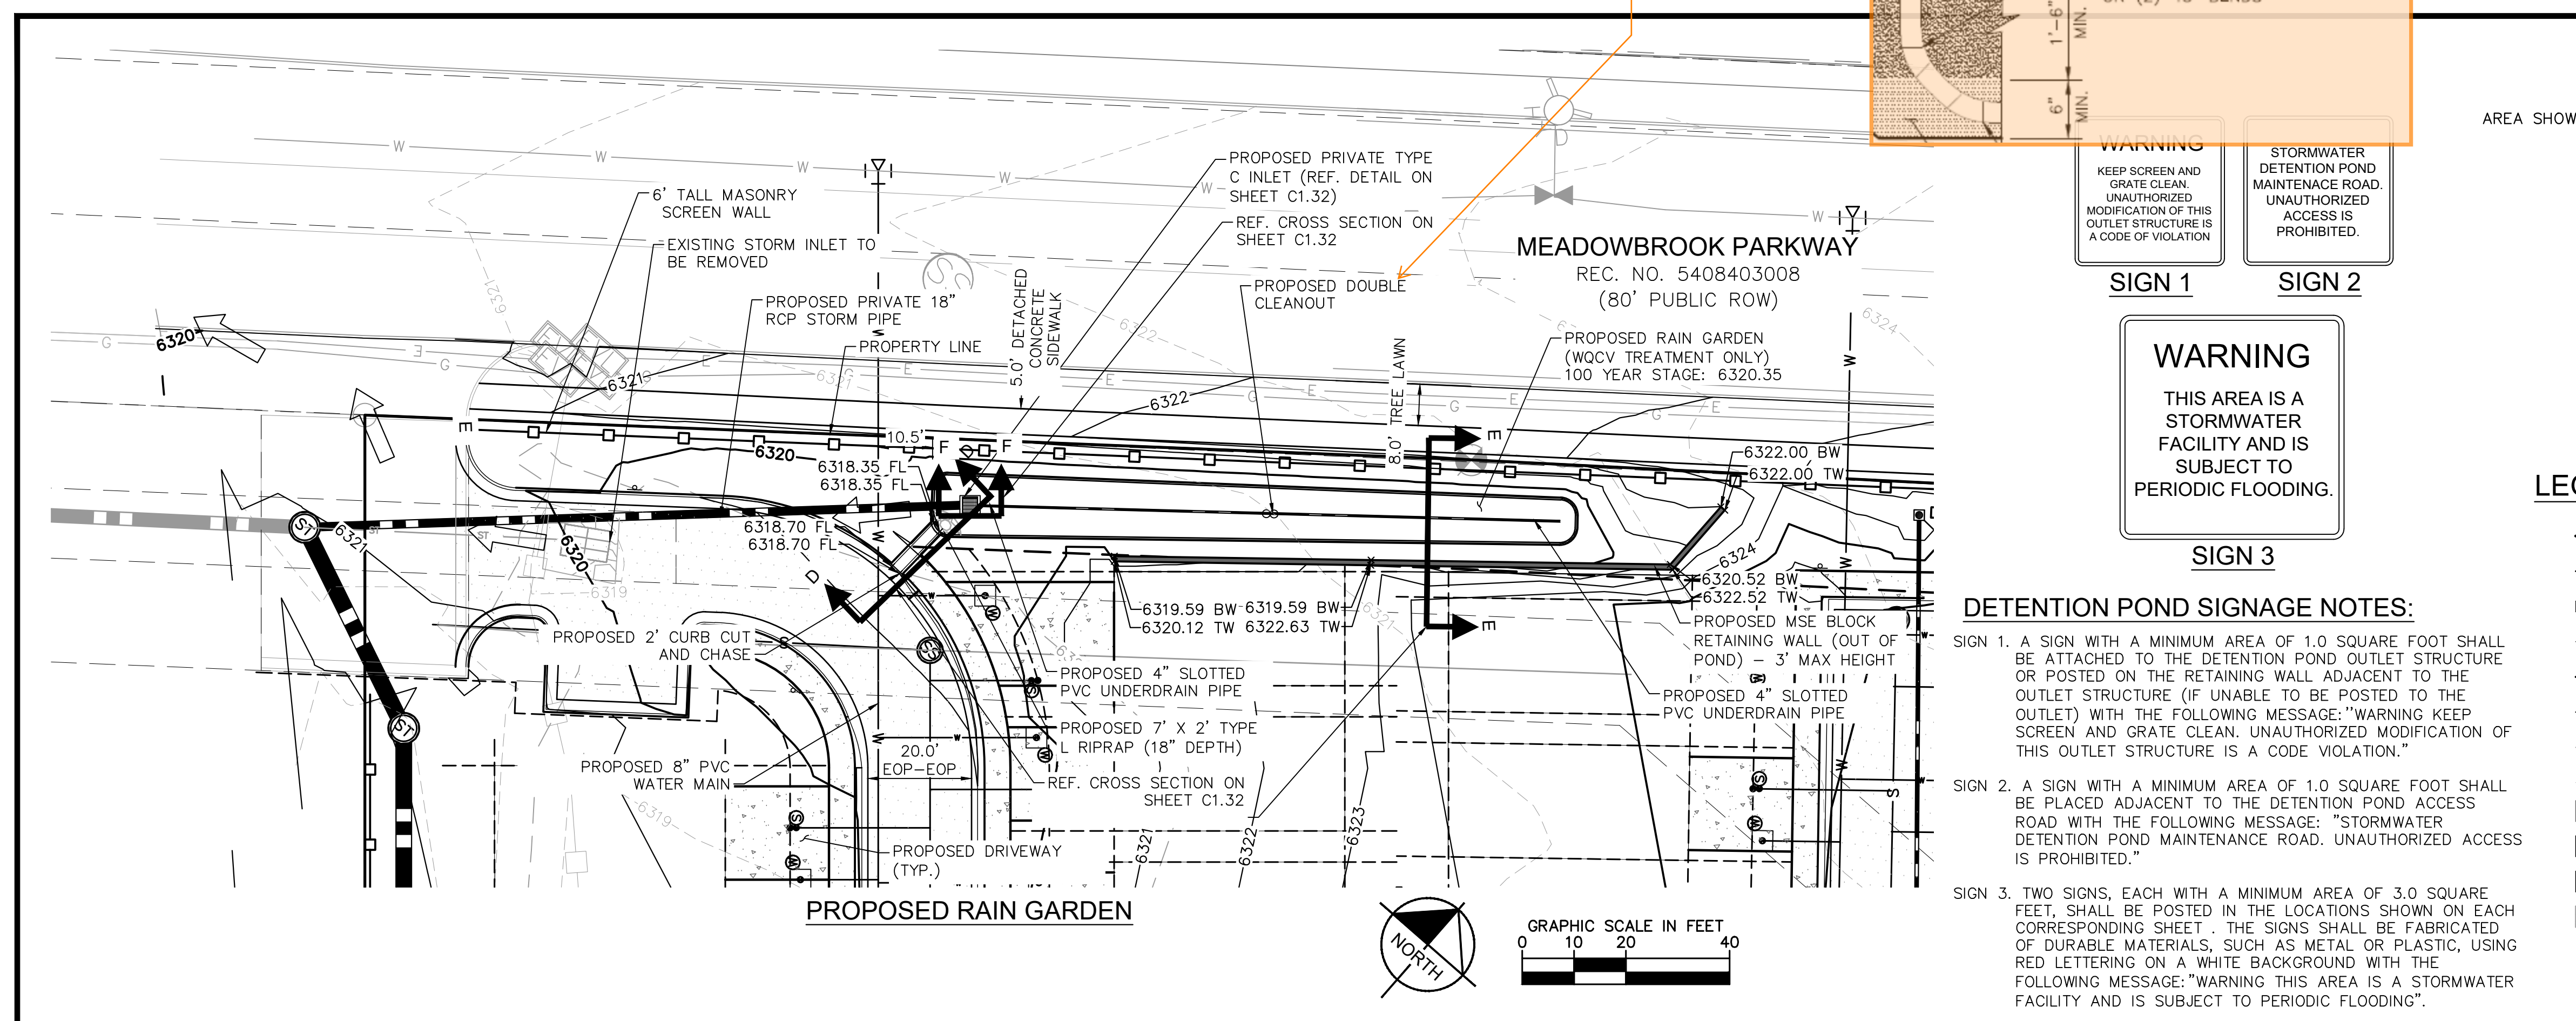 1'-6"
MIN.
6"
MIN.
AREA SHOW
6' TALL MASONRY
SCREEN WALL
EXISTING STORM INLET TO
BE REMOVED
PROPOSED PRIVATE 18"
RCP STORM PIPE
PROPERTY LINE
5.0' DETACHED
CONCRETE
SIDEWALK
PROPOSED PRIVATE TYPE
C INLET (REF. DETAIL ON
SHEET C1.32)
REF. CROSS SECTION ON
SHEET C1.32
PROPOSED DOUBLE
CLEANOUT
MEADOWBROOK PARKWAY
REC. NO. 5408403008
(80' PUBLIC ROW)
PROPOSED RAIN GARDEN
(WQCV TREATMENT ONLY)
100 YEAR STAGE: 6320.35
8.0' TREE LAWN
W
W
W
W
W
W
6321
6322
6324
6320
6321
6321
6322
G
E
G
E
G
E
G
E
SS
10.5'
F
F
D
6320
6318.35 FL
6318.35 FL
6318.70 FL
6318.70 FL
E
6322.00 BW
6322.00 TW
ST
6321
ST
ST
6320
6319
D
6324
6320.52 BW
6322.52 TW
6319.59 BW
6320.12 TW
6319.59 BW
6322.63 TW
6321
E
PROPOSED MSE BLOCK
RETAINING WALL (OUT OF
POND) – 3' MAX HEIGHT
PROPOSED 4" SLOTTED
PVC UNDERDRAIN PIPE
PROPOSED 2' CURB CUT
AND CHASE
S
SS
PROPOSED 4" SLOTTED
PVC UNDERDRAIN PIPE
PROPOSED 7' X 2' TYPE
L RIPRAP (18" DEPTH)
REF. CROSS SECTION ON
SHEET C1.32
ST
PROPOSED 8" PVC
WATER MAIN
20.0'
EOP–EOP
6319
PROPOSED DRIVEWAY
(TYP.)
6321
6322
6323
S
W
S
W
PROPOSED RAIN GARDEN
NORTH
GRAPHIC SCALE IN FEET
0 10 20 40
WARNING
KEEP SCREEN AND
GRATE CLEAN.
UNAUTHORIZED
MODIFICATION OF THIS
OUTLET STRUCTURE IS
A CODE OF VIOLATION
SIGN 1
STORMWATER
DETENTION POND
MAINTENACE ROAD.
UNAUTHORIZED
ACCESS IS
PROHIBITED.
SIGN 2
WARNING
THIS AREA IS A
STORMWATER
FACILITY AND IS
SUBJECT TO
PERIODIC FLOODING.
SIGN 3
DETENTION POND SIGNAGE NOTES:
SIGN 1. A SIGN WITH A MINIMUM AREA OF 1.0 SQUARE FOOT SHALL
BE ATTACHED TO THE DETENTION POND OUTLET STRUCTURE
OR POSTED ON THE RETAINING WALL ADJACENT TO THE
OUTLET STRUCTURE (IF UNABLE TO BE POSTED TO THE
OUTLET) WITH THE FOLLOWING MESSAGE:''WARNING KEEP
SCREEN AND GRATE CLEAN. UNAUTHORIZED MODIFICATION OF
THIS OUTLET STRUCTURE IS A CODE VIOLATION."
SIGN 2. A SIGN WITH A MINIMUM AREA OF 1.0 SQUARE FOOT SHALL
BE PLACED ADJACENT TO THE DETENTION POND ACCESS
ROAD WITH THE FOLLOWING MESSAGE: "STORMWATER
DETENTION POND MAINTENANCE ROAD. UNAUTHORIZED ACCESS
IS PROHIBITED."
SIGN 3. TWO SIGNS, EACH WITH A MINIMUM AREA OF 3.0 SQUARE
FEET, SHALL BE POSTED IN THE LOCATIONS SHOWN ON EACH
CORRESPONDING SHEET . THE SIGNS SHALL BE FABRICATED
OF DURABLE MATERIALS, SUCH AS METAL OR PLASTIC, USING
RED LETTERING ON A WHITE BACKGROUND WITH THE
FOLLOWING MESSAGE:"WARNING THIS AREA IS A STORMWATER
FACILITY AND IS SUBJECT TO PERIODIC FLOODING".